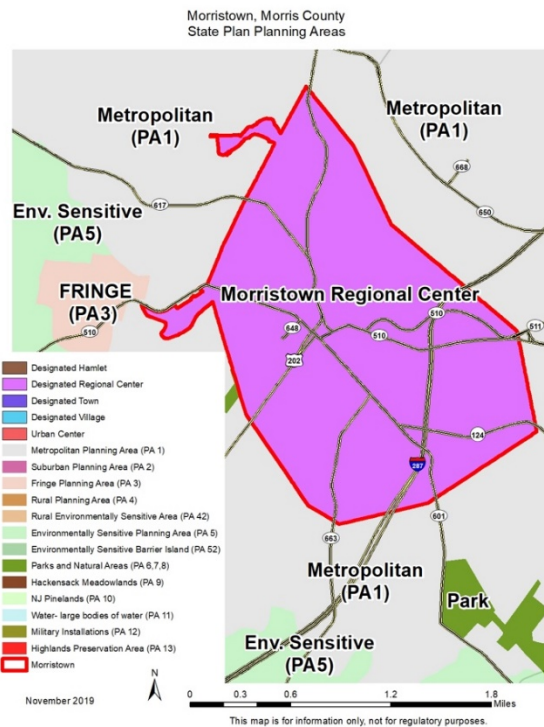 Morristown, Morris County
State Plan Planning Areas
Metropolitan
(PA1)
Metropolitan
(PA1)
668
617
650
Env. Sensitive
(PA5)
FRINGE
(PA3)
Morristown Regional Center
510
510
648
510
511
202
124
287
601
663
Metropolitan
(PA1)
Park
Env. Sensitive
(PA5)
Designated Hamlet
Designated Regional Center
Designated Town
Designated Village
Urban Center
Metropolitan Planning Area (PA 1)
Suburban Planning Area (PA 2)
Fringe Planning Area (PA 3)
Rural Planning Area (PA 4)
Rural Environmentally Sensitive Area (PA 42)
Environmentally Sensitive Planning Area (PA 5)
Environmentally Sensitive Barrier Island (PA 52)
Parks and Natural Areas (PA 6,7,8)
Hackensack Meadowlands (PA 9)
NJ Pinelands (PA 10)
Water- large bodies of water (PA 11)
Military Installations (PA 12)
Highlands Preservation Area (PA 13)
Morristown
November 2019
N
0 0.3 0.6 1.2 1.8
Miles
This map is for information only, not for regulatory purposes.